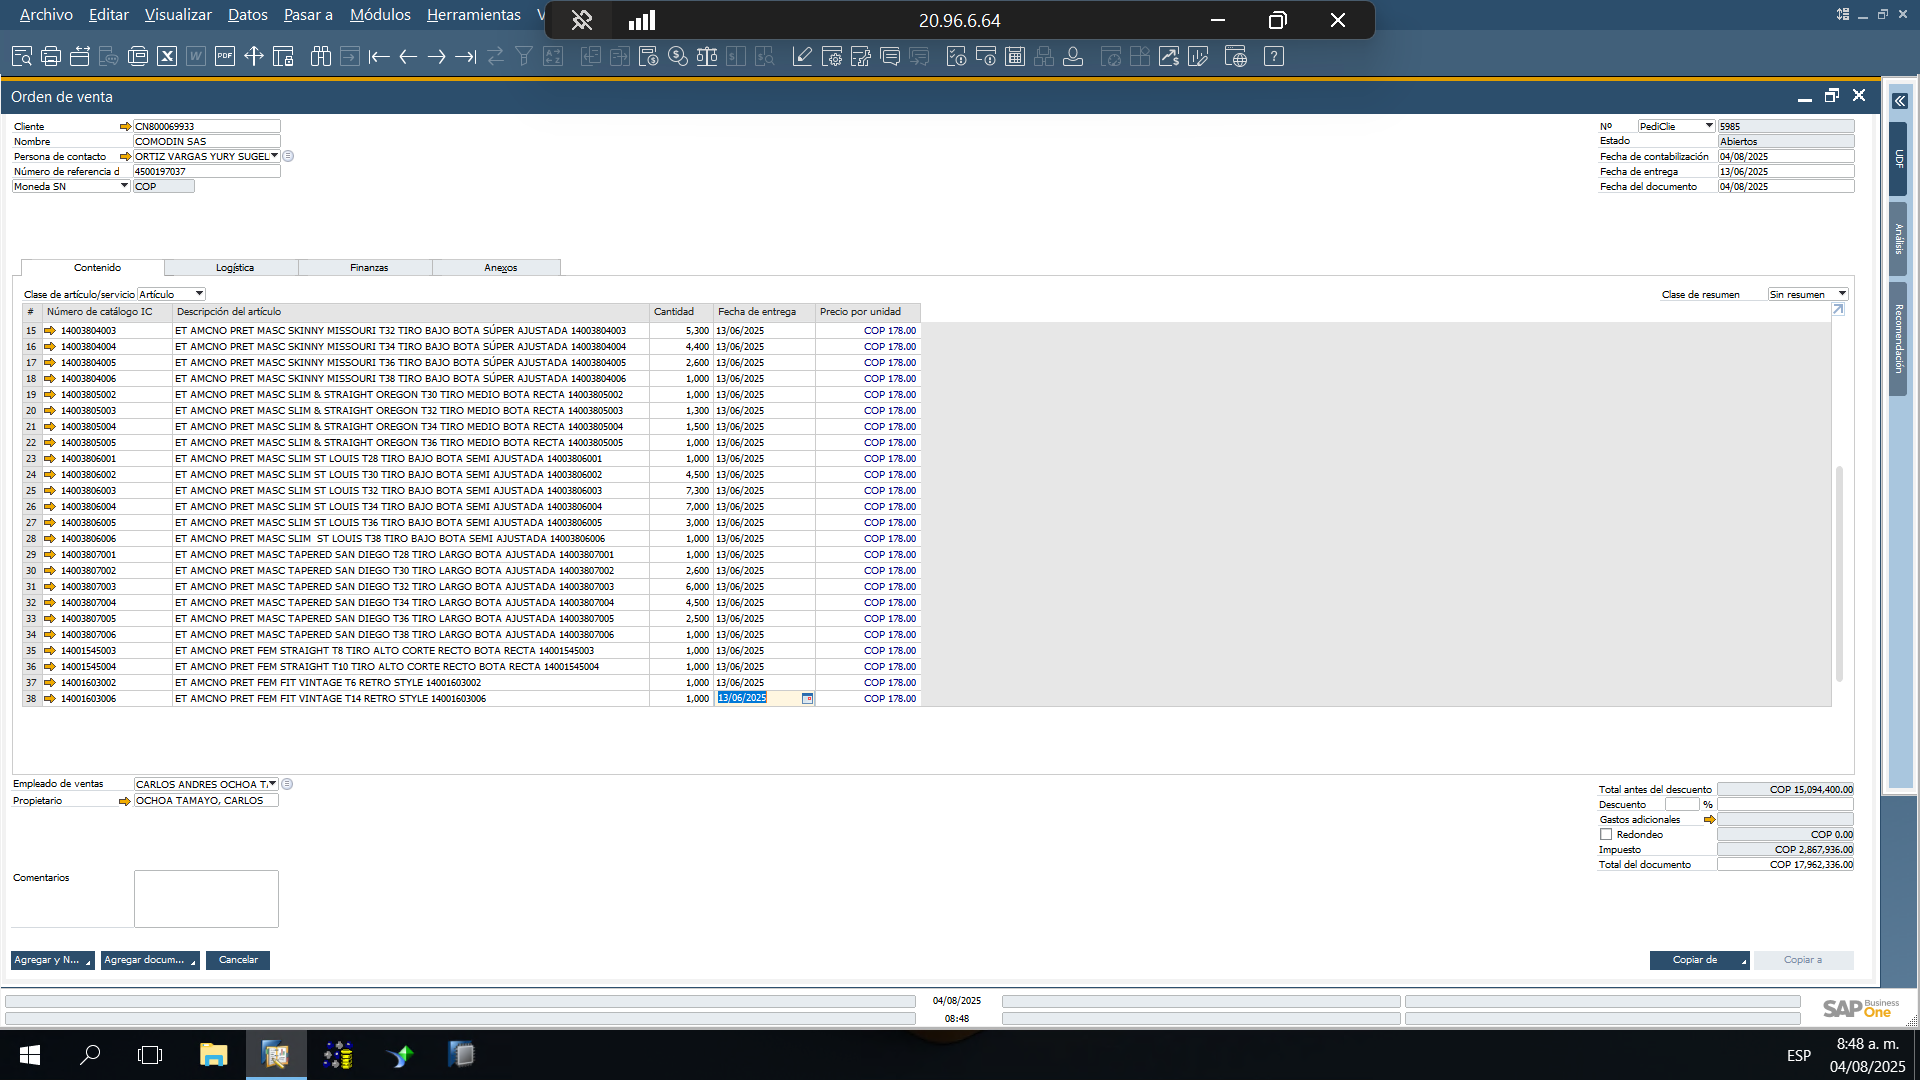 Archivo Editar Visualizar Datos Pasar a Módulos Herramientas V
20.96.6.64
Orden de venta
Cliente CN800069933
Nombre COMODIN SAS
Persona de contacto ORTIZ VARGAS YURY SUGEL
Número de referencia d 4500197037
Moneda SN COP
Nº PediClie 5985
Estado Abiertos
Fecha de contabilización 04/08/2025
Fecha de entrega 13/06/2025
Fecha del documento 04/08/2025
UDF
Análisis
Recomendación
Contenido Logística Finanzas Anexos
Clase de artículo/servicio Artículo
Clase de resumen Sin resumen
# Número de catálogo IC Descripción del artículo Cantidad Fecha de entrega Precio por unidad
15 14003804003 ET AMCNO PRET MASC SKINNY MISSOURI T32 TIRO BAJO BOTA SÚPER AJUSTADA 14003804003 5,300 13/06/2025 COP 178.00
16 14003804004 ET AMCNO PRET MASC SKINNY MISSOURI T34 TIRO BAJO BOTA SÚPER AJUSTADA 14003804004 4,400 13/06/2025 COP 178.00
17 14003804005 ET AMCNO PRET MASC SKINNY MISSOURI T36 TIRO BAJO BOTA SÚPER AJUSTADA 14003804005 2,600 13/06/2025 COP 178.00
18 14003804006 ET AMCNO PRET MASC SKINNY MISSOURI T38 TIRO BAJO BOTA SÚPER AJUSTADA 14003804006 1,000 13/06/2025 COP 178.00
19 14003805002 ET AMCNO PRET MASC SLIM & STRAIGHT OREGON T30 TIRO MEDIO BOTA RECTA 14003805002 1,000 13/06/2025 COP 178.00
20 14003805003 ET AMCNO PRET MASC SLIM & STRAIGHT OREGON T32 TIRO MEDIO BOTA RECTA 14003805003 1,300 13/06/2025 COP 178.00
21 14003805004 ET AMCNO PRET MASC SLIM & STRAIGHT OREGON T34 TIRO MEDIO BOTA RECTA 14003805004 1,500 13/06/2025 COP 178.00
22 14003805005 ET AMCNO PRET MASC SLIM & STRAIGHT OREGON T36 TIRO MEDIO BOTA RECTA 14003805005 1,000 13/06/2025 COP 178.00
23 14003806001 ET AMCNO PRET MASC SLIM ST LOUIS T28 TIRO BAJO BOTA SEMI AJUSTADA 14003806001 1,000 13/06/2025 COP 178.00
24 14003806002 ET AMCNO PRET MASC SLIM ST LOUIS T30 TIRO BAJO BOTA SEMI AJUSTADA 14003806002 4,500 13/06/2025 COP 178.00
25 14003806003 ET AMCNO PRET MASC SLIM ST LOUIS T32 TIRO BAJO BOTA SEMI AJUSTADA 14003806003 7,300 13/06/2025 COP 178.00
26 14003806004 ET AMCNO PRET MASC SLIM ST LOUIS T34 TIRO BAJO BOTA SEMI AJUSTADA 14003806004 7,000 13/06/2025 COP 178.00
27 14003806005 ET AMCNO PRET MASC SLIM ST LOUIS T36 TIRO BAJO BOTA SEMI AJUSTADA 14003806005 3,000 13/06/2025 COP 178.00
28 14003806006 ET AMCNO PRET MASC SLIM  ST LOUIS T38 TIRO BAJO BOTA SEMI AJUSTADA 14003806006 1,000 13/06/2025 COP 178.00
29 14003807001 ET AMCNO PRET MASC TAPERED SAN DIEGO T28 TIRO LARGO BOTA AJUSTADA 14003807001 1,000 13/06/2025 COP 178.00
30 14003807002 ET AMCNO PRET MASC TAPERED SAN DIEGO T30 TIRO LARGO BOTA AJUSTADA 14003807002 2,600 13/06/2025 COP 178.00
31 14003807003 ET AMCNO PRET MASC TAPERED SAN DIEGO T32 TIRO LARGO BOTA AJUSTADA 14003807003 6,000 13/06/2025 COP 178.00
32 14003807004 ET AMCNO PRET MASC TAPERED SAN DIEGO T34 TIRO LARGO BOTA AJUSTADA 14003807004 4,500 13/06/2025 COP 178.00
33 14003807005 ET AMCNO PRET MASC TAPERED SAN DIEGO T36 TIRO LARGO BOTA AJUSTADA 14003807005 2,500 13/06/2025 COP 178.00
34 14003807006 ET AMCNO PRET MASC TAPERED SAN DIEGO T38 TIRO LARGO BOTA AJUSTADA 14003807006 1,000 13/06/2025 COP 178.00
35 14001545003 ET AMCNO PRET FEM STRAIGHT T8 TIRO ALTO CORTE RECTO BOTA RECTA 14001545003 1,000 13/06/2025 COP 178.00
36 14001545004 ET AMCNO PRET FEM STRAIGHT T10 TIRO ALTO CORTE RECTO BOTA RECTA 14001545004 1,000 13/06/2025 COP 178.00
37 14001603002 ET AMCNO PRET FEM FIT VINTAGE T6 RETRO STYLE 14001603002 1,000 13/06/2025 COP 178.00
38 14001603006 ET AMCNO PRET FEM FIT VINTAGE T14 RETRO STYLE 14001603006 1,000 13/06/2025 COP 178.00
Empleado de ventas CARLOS ANDRES OCHOA T
Propietario OCHOA TAMAYO, CARLOS
Total antes del descuento COP 15,094,400.00
Descuento %
Gastos adicionales
Redondeo COP 0.00
Impuesto COP 2,867,936.00
Total del documento COP 17,962,336.00
Comentarios
Agregar y N... Agregar docum... Cancelar Copiar de Copiar a
04/08/2025
08:48
SAP Business One
ESP
8:48 a. m.
04/08/2025